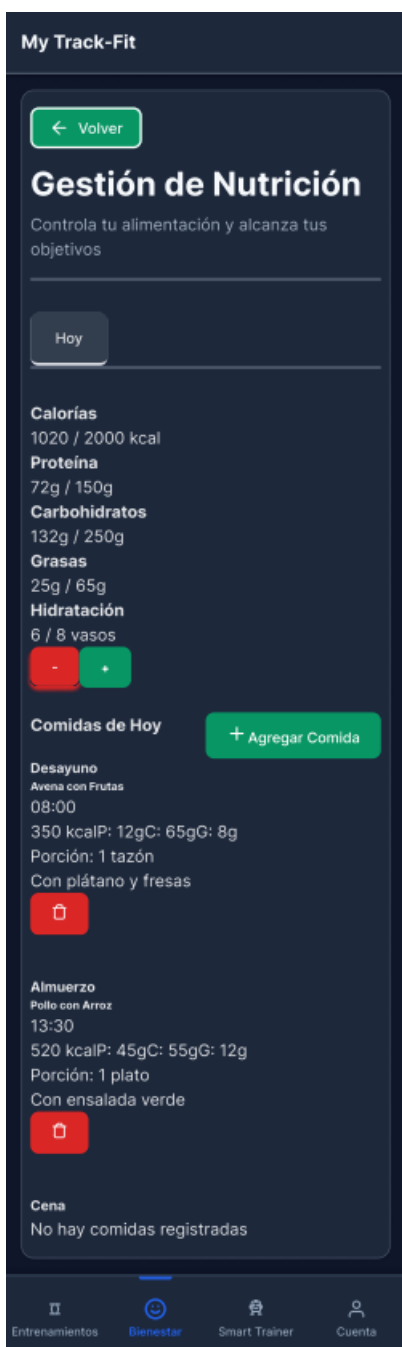 My Track-Fit
← Volver
Gestión de Nutrición
Controla tu alimentación y alcanza tus
objetivos
Hoy
Calorías
1020 / 2000 kcal
Proteína
72g / 150g
Carbohidratos
132g / 250g
Grasas
25g / 65g
Hidratación
6 / 8 vasos
- +
Comidas de Hoy
+ Agregar Comida
Desayuno
Avena con Frutas
08:00
350 kcalP: 12gC: 65gG: 8g
Porción: 1 tazón
Con plátano y fresas
Almuerzo
Pollo con Arroz
13:30
520 kcalP: 45gC: 55gG: 12g
Porción: 1 plato
Con ensalada verde
Cena
No hay comidas registradas
Entrenamientos Bienestar Smart Trainer Cuenta